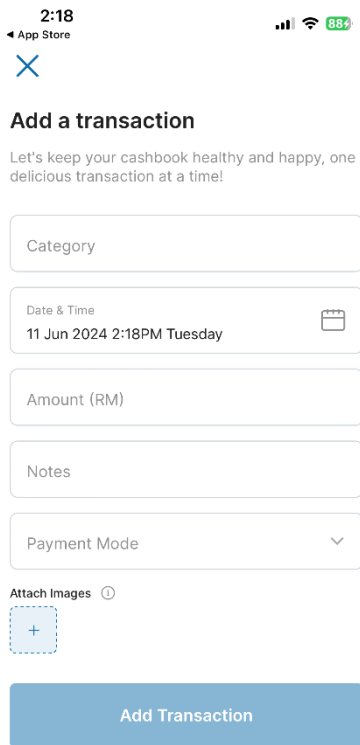 2:18
88
◀ App Store
Add a transaction
Let's keep your cashbook healthy and happy, one
delicious transaction at a time!
Category
Date & Time
11 Jun 2024 2:18PM Tuesday
Amount (RM)
Notes
Payment Mode
Attach Images
+
Add Transaction